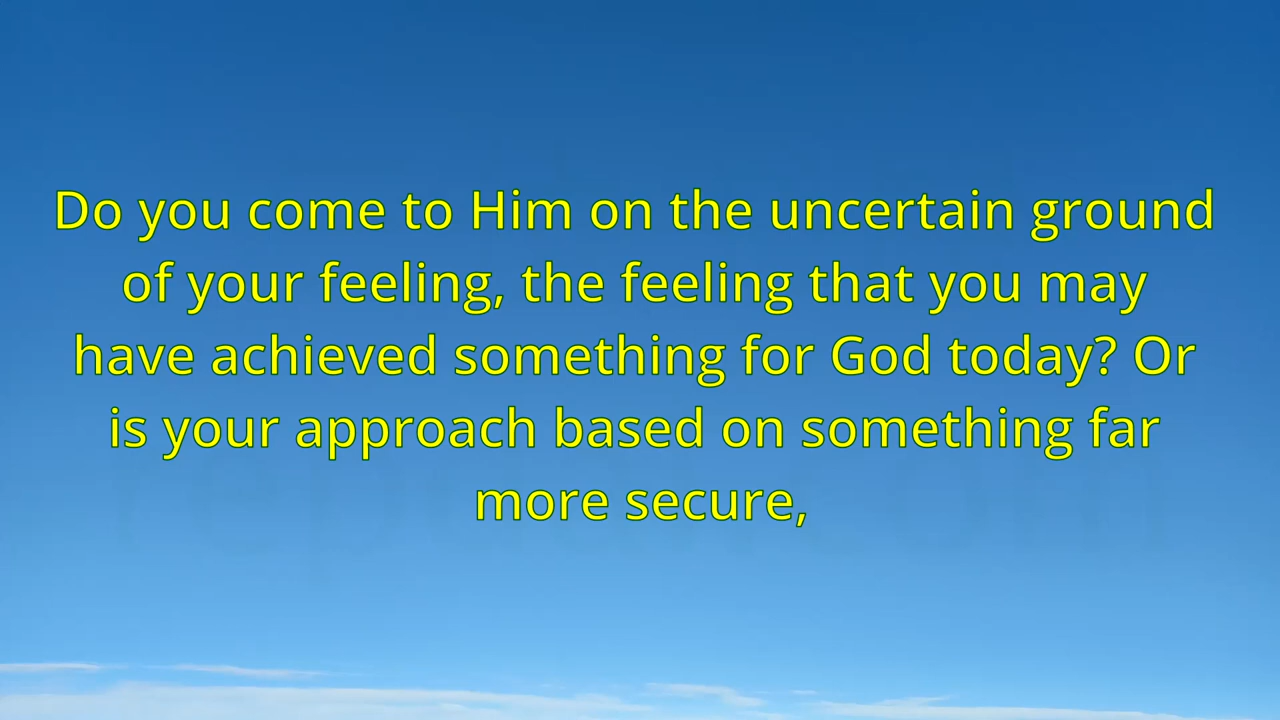 Do you come to Him on the uncertain ground
of your feeling, the feeling that you may
have achieved something for God today? Or
is your approach based on something far
more secure,